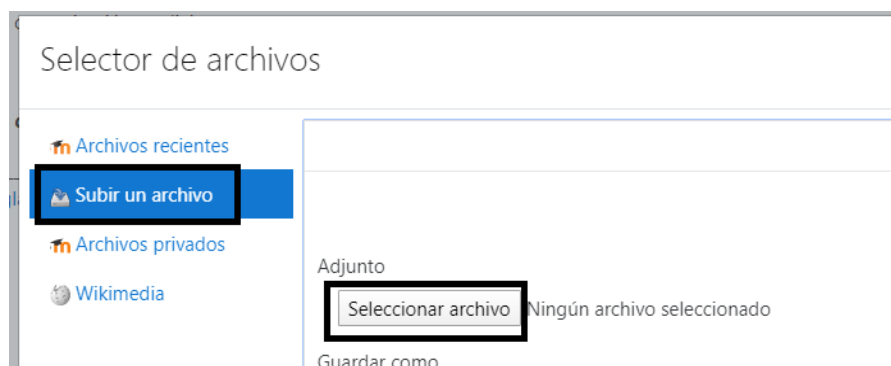 Selector de archivos
Archivos recientes
Subir un archivo
Archivos privados
Wikimedia
Adjunto
Seleccionar archivo Ningún archivo seleccionado
Guardar como